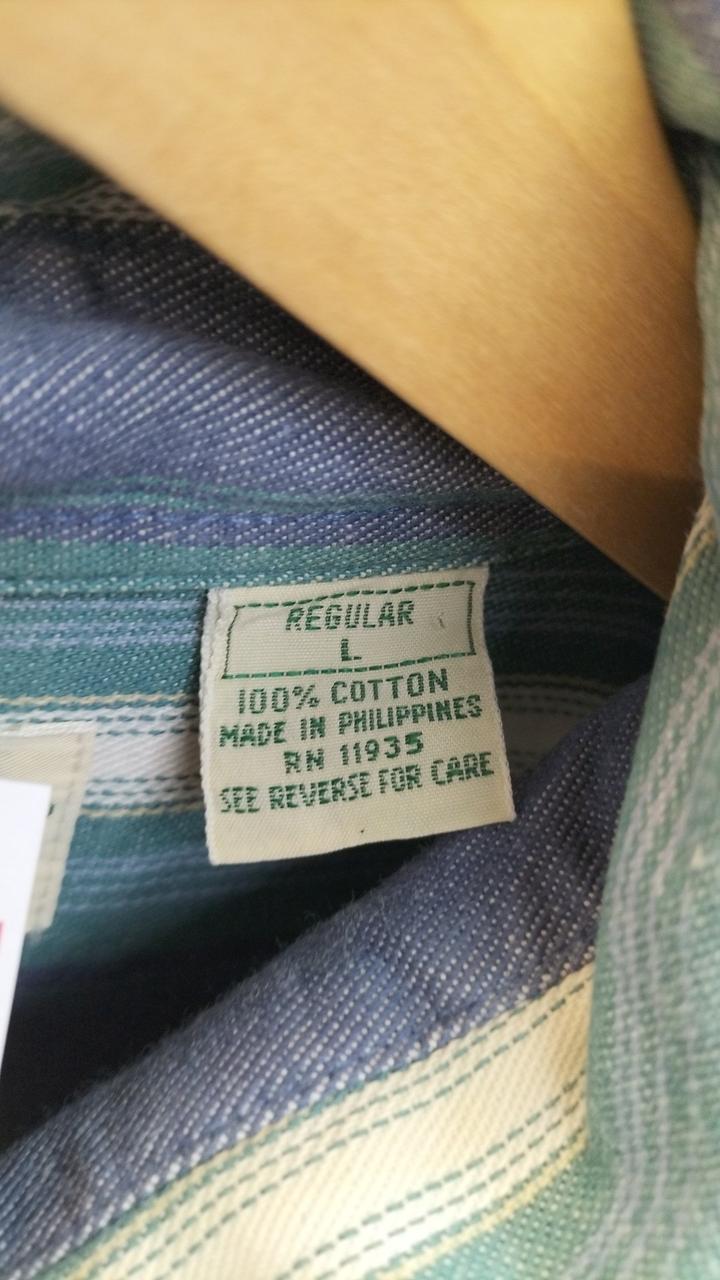 REGULAR
L
100% COTTON
MADE IN PHILIPPINES
RN 11935
SEE REVERSE FOR CARE